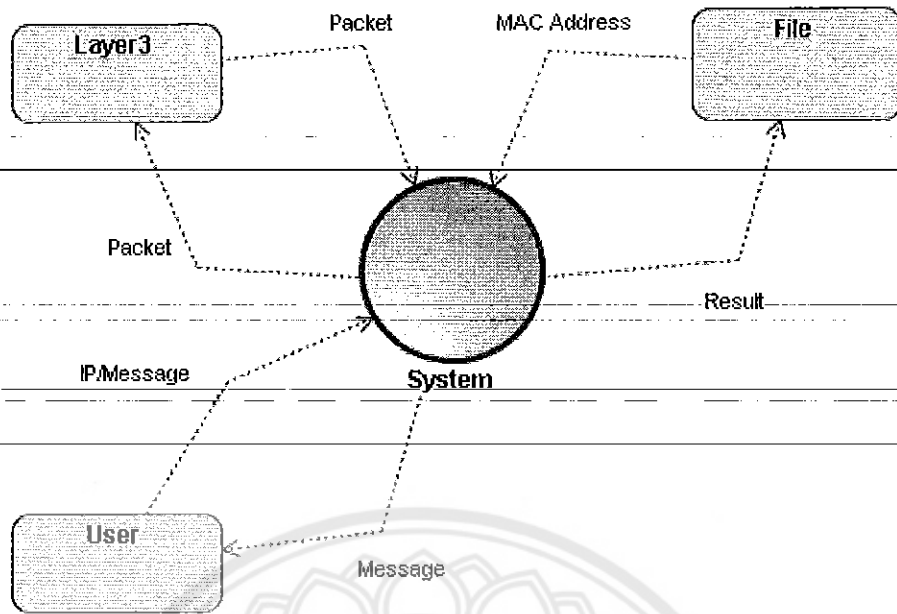 Packet
MAC Address
Layer3
File
Packet
Result
IP/Message
System
User
Message